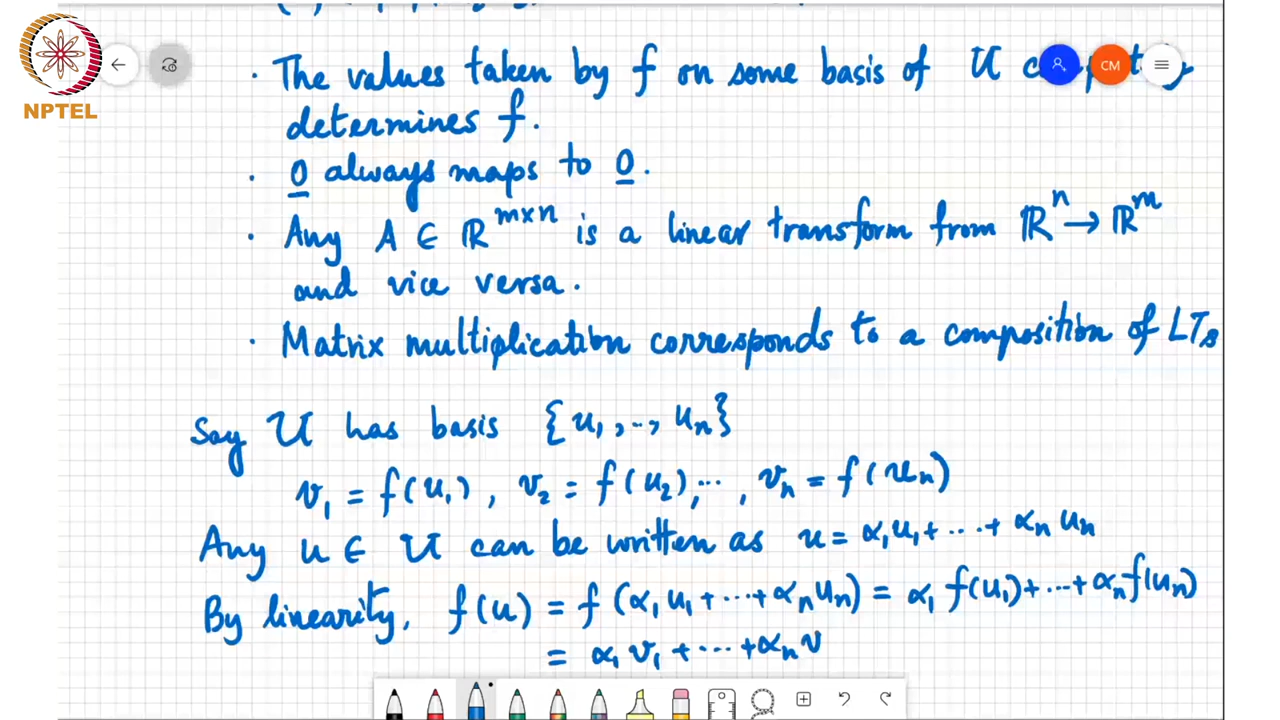 NPTEL
CM
· The values taken by f on some basis of U
determines f.
· 0 always maps to 0.
· Any A ∈ ℝ^{m×n} is a linear transform from ℝ^n → ℝ^m
and vice versa.
· Matrix multiplication corresponds to a composition of LTs
Say U has basis {u₁, .., uₙ}
v₁ = f(u₁), v₂ = f(u₂), ..., vₙ = f(uₙ)
Any u ∈ U can be written as u = α₁u₁ + ... + αₙuₙ
By linearity, f(u) = f(α₁u₁ + ... + αₙuₙ) = α₁f(u₁) + ... + αₙf(uₙ)
= α₁v₁ + ... + αₙv